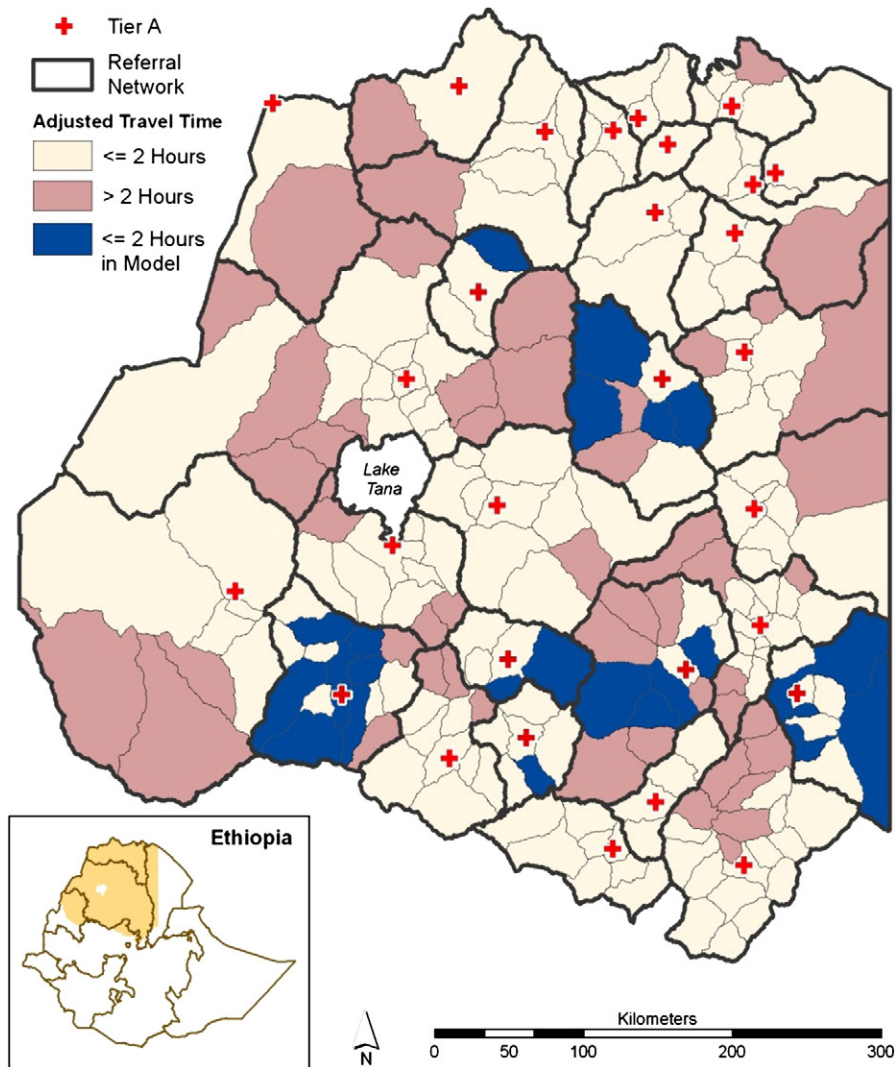 Tier A
Referral
Network
Adjusted Travel Time
<= 2 Hours
> 2 Hours
<= 2 Hours
in Model
Lake
Tana
Ethiopia
N
Kilometers
0 50 100 200 300